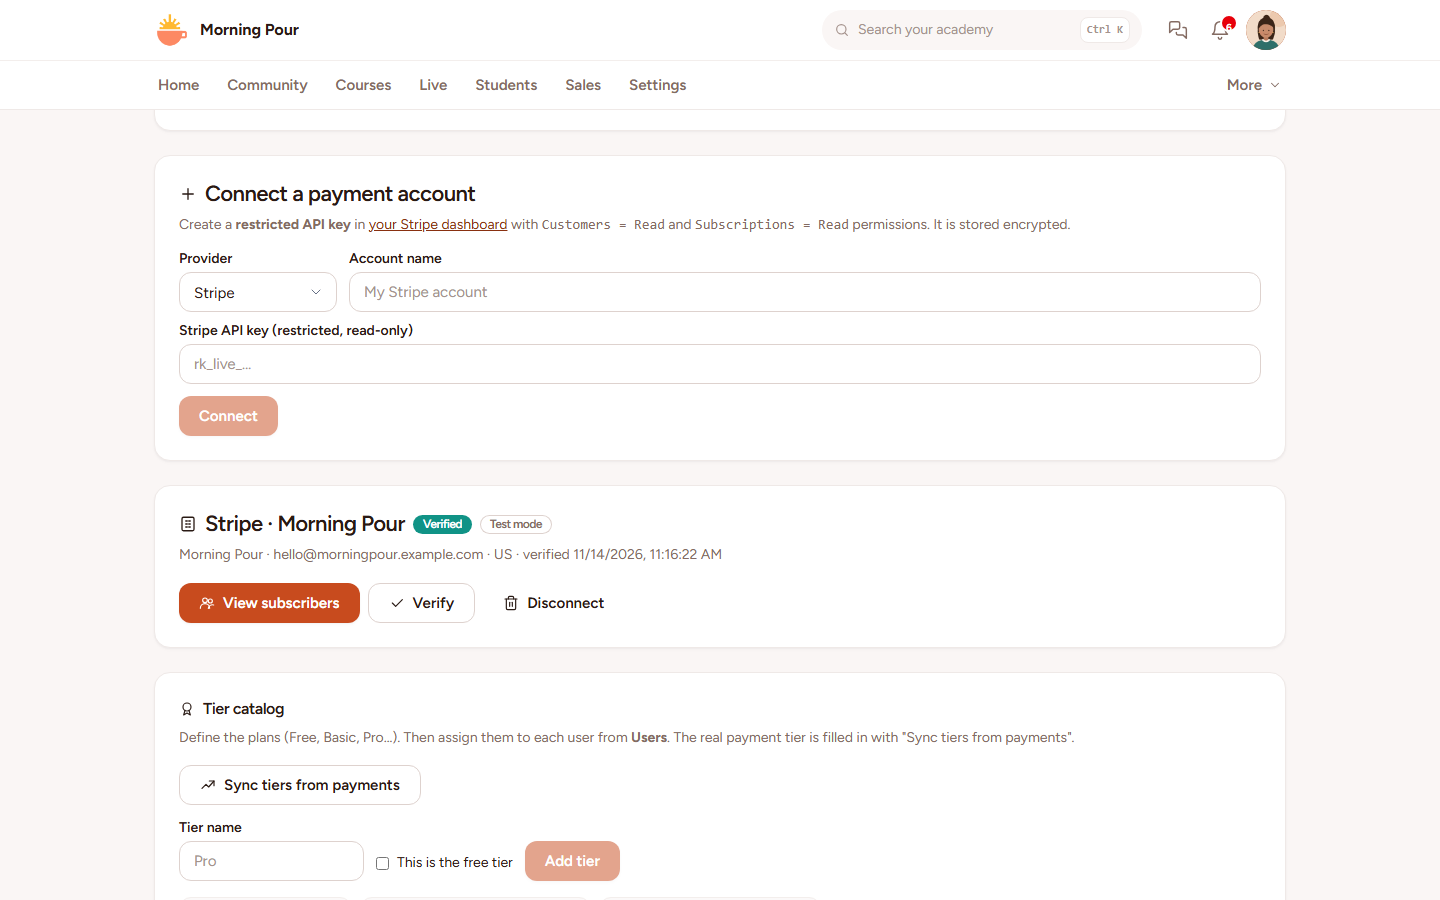 Morning Pour
Search your academy
Ctrl K
6
Home
Community
Courses
Live
Students
Sales
Settings
More
Connect a payment account
Create a restricted API key in your Stripe dashboard with Customers = Read and Subscriptions = Read permissions. It is stored encrypted.
Provider
Account name
Stripe
My Stripe account
Stripe API key (restricted, read-only)
rk_live_...
Connect
Stripe · Morning Pour
Verified
Test mode
Morning Pour · hello@morningpour.example.com · US · verified 11/14/2026, 11:16:22 AM
View subscribers
Verify
Disconnect
Tier catalog
Define the plans (Free, Basic, Pro...). Then assign them to each user from Users. The real payment tier is filled in with "Sync tiers from payments".
Sync tiers from payments
Tier name
Pro
This is the free tier
Add tier